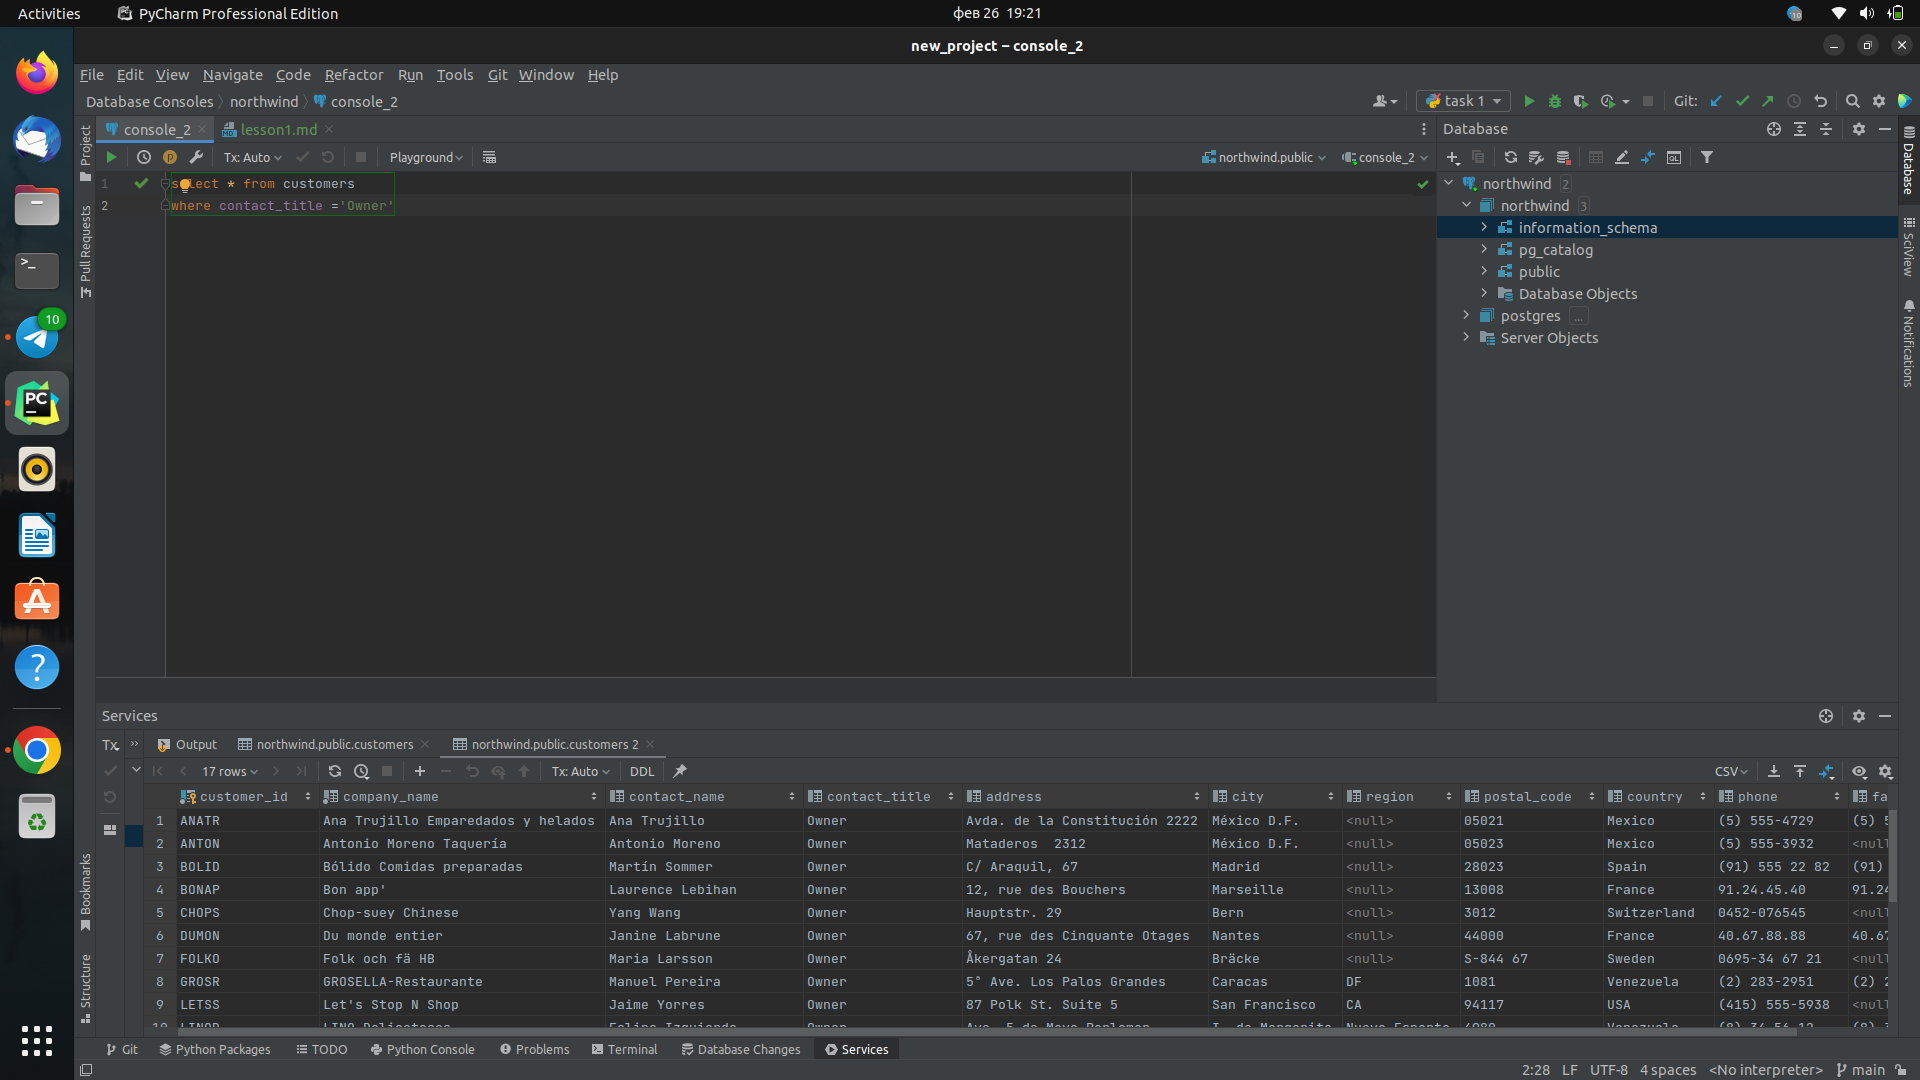 Activities
PyCharm Professional Edition
фев 26 19:21
new_project – console_2
File Edit View Navigate Code Refactor Run Tools Git Window Help
Database Consoles northwind console_2
task 1
Git:
console_2
lesson1.md
Database
Tx: Auto
Playground
northwind.public
console_2
Project
Pull Requests
Bookmarks
Structure
1 select * from customers
2 where contact_title ='Owner'
northwind 2
northwind 3
information_schema
pg_catalog
public
Database Objects
postgres ...
Server Objects
Database
SciView
Notifications
10
Services
Tx
Output
northwind.public.customers
northwind.public.customers 2
17 rows
Tx: Auto
DDL
CSV
customer_id company_name contact_name contact_title address city region postal_code country phone fa
1 ANATR Ana Trujillo Emparedados y helados Ana Trujillo Owner Avda. de la Constitución 2222 México D.F. <null> 05021 Mexico (5) 555-4729 (5) 5
2 ANTON Antonio Moreno Taquería Antonio Moreno Owner Mataderos  2312 México D.F. <null> 05023 Mexico (5) 555-3932 <null
3 BOLID Bólido Comidas preparadas Martín Sommer Owner C/ Araquil, 67 Madrid <null> 28023 Spain (91) 555 22 82 (91)
4 BONAP Bon app' Laurence Lebihan Owner 12, rue des Bouchers Marseille <null> 13008 France 91.24.45.40 91.24
5 CHOPS Chop-suey Chinese Yang Wang Owner Hauptstr. 29 Bern <null> 3012 Switzerland 0452-076545 <null
6 DUMON Du monde entier Janine Labrune Owner 67, rue des Cinquante Otages Nantes <null> 44000 France 40.67.88.88 40.67
7 FOLKO Folk och fä HB Maria Larsson Owner Åkergatan 24 Bräcke <null> S-844 67 Sweden 0695-34 67 21 <null
8 GROSR GROSELLA-Restaurante Manuel Pereira Owner 5ª Ave. Los Palos Grandes Caracas DF 1081 Venezuela (2) 283-2951 (2) 2
9 LETSS Let's Stop N Shop Jaime Yorres Owner 87 Polk St. Suite 5 San Francisco CA 94117 USA (415) 555-5938 <null
Git
Python Packages
TODO
Python Console
Problems
Terminal
Database Changes
Services
2:28 LF UTF-8 4 spaces <No interpreter> main